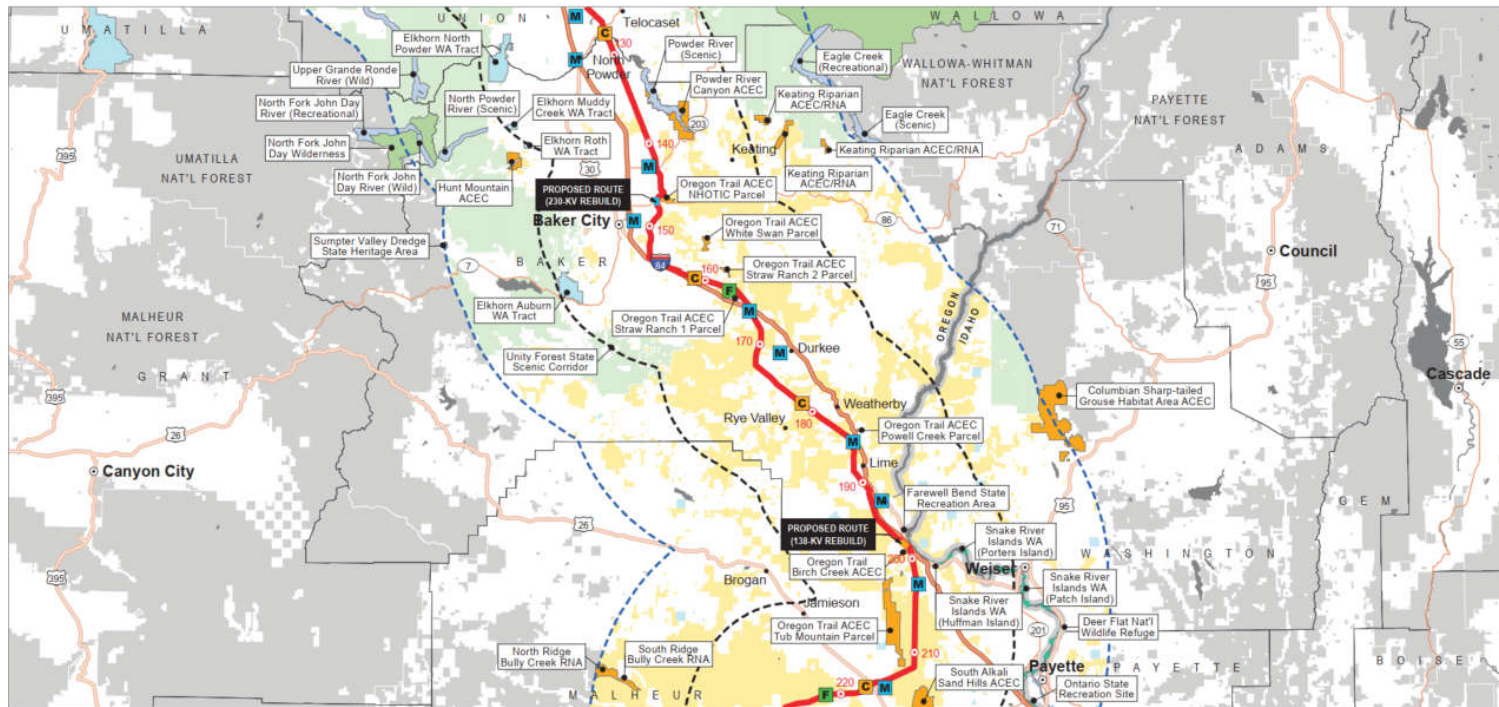 UNION
WALLOWA
UMATILLA
M
Telocaset
C
130
Elkhorn North
Powder WA Tract
Powder River
(Scenic)
Eagle Creek
(Recreational)
WALLOWA-WHITMAN
NAT'L FOREST
M
North
Powder
Upper Grande Ronde
River (Wild)
Powder River
Canyon ACEC
Keating Riparian
ACEC/RNA
PAYETTE
NAT'L FOREST
North Fork John Day
River (Recreational)
North Powder
River (Scenic)
Elkhorn Muddy
Creek WA Tract
203
Eagle Creek
(Scenic)
395
UMATILLA
NAT'L FOREST
North Fork John
Day Wilderness
Elkhorn Roth
WA Tract
140
Keating
Keating Riparian ACEC/RNA
ADAMS
30
M
North Fork John
Day River (Wild)
Hunt Mountain
ACEC
Keating Riparian
ACEC/RNA
PROPOSED ROUTE
(230-KV REBUILD)
Oregon Trail ACEC
NHOTIC Parcel
Baker City
M
150
86
71
Sumpter Valley Dredge
State Heritage Area
Oregon Trail ACEC
White Swan Parcel
Council
BAKER
7
84
C
160
Oregon Trail ACEC
Straw Ranch 2 Parcel
95
F
Elkhorn Auburn
WA Tract
Oregon Trail ACEC
Straw Ranch 1 Parcel
M
MALHEUR
NAT'L FOREST
OREGON
IDAHO
170
M
Durkee
55
Unity Forest State
Scenic Corridor
GRANT
Cascade
395
Columbian Sharp-tailed
Grouse Habitat Area ACEC
C
180
Weatherby
Rye Valley
26
Oregon Trail ACEC
Powell Creek Parcel
M
Canyon City
Lime
190
M
Farewell Bend State
Recreation Area
GEM
95
26
PROPOSED ROUTE
(138-KV REBUILD)
Snake River
Islands WA
(Porters Island)
WASHINGTON
200
Oregon Trail
Birch Creek ACEC
Weiser
395
Brogan
M
Snake River
Islands WA
(Patch Island)
Jamieson
Snake River
Islands WA
(Huffman Island)
Oregon Trail ACEC
Tub Mountain Parcel
201
Deer Flat Nat'l
Wildlife Refuge
North Ridge
Bully Creek RNA
South Ridge
Bully Creek RNA
210
Payette
PAYETTE
BOISE
South Alkali
Sand Hills ACEC
MALHEUR
F
220
C
M
Ontario State
Recreation Site